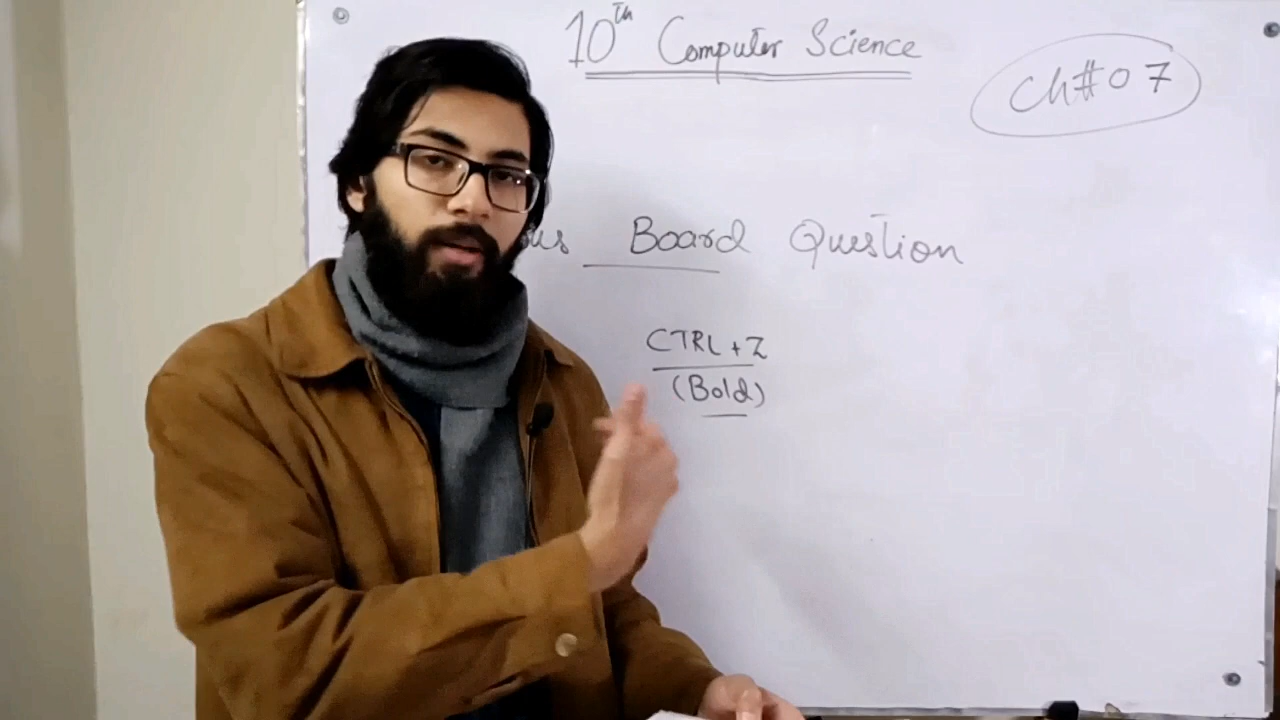 10th Computer Science
Ch#07
Board Question
CTRL+Z
(Bold)